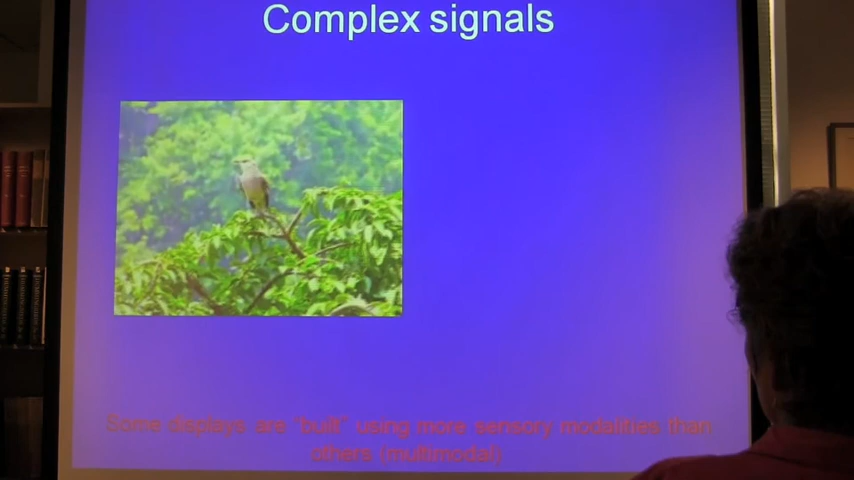 Complex signals
Some displays are "built" using more sensory modalities than
others (multimodal)